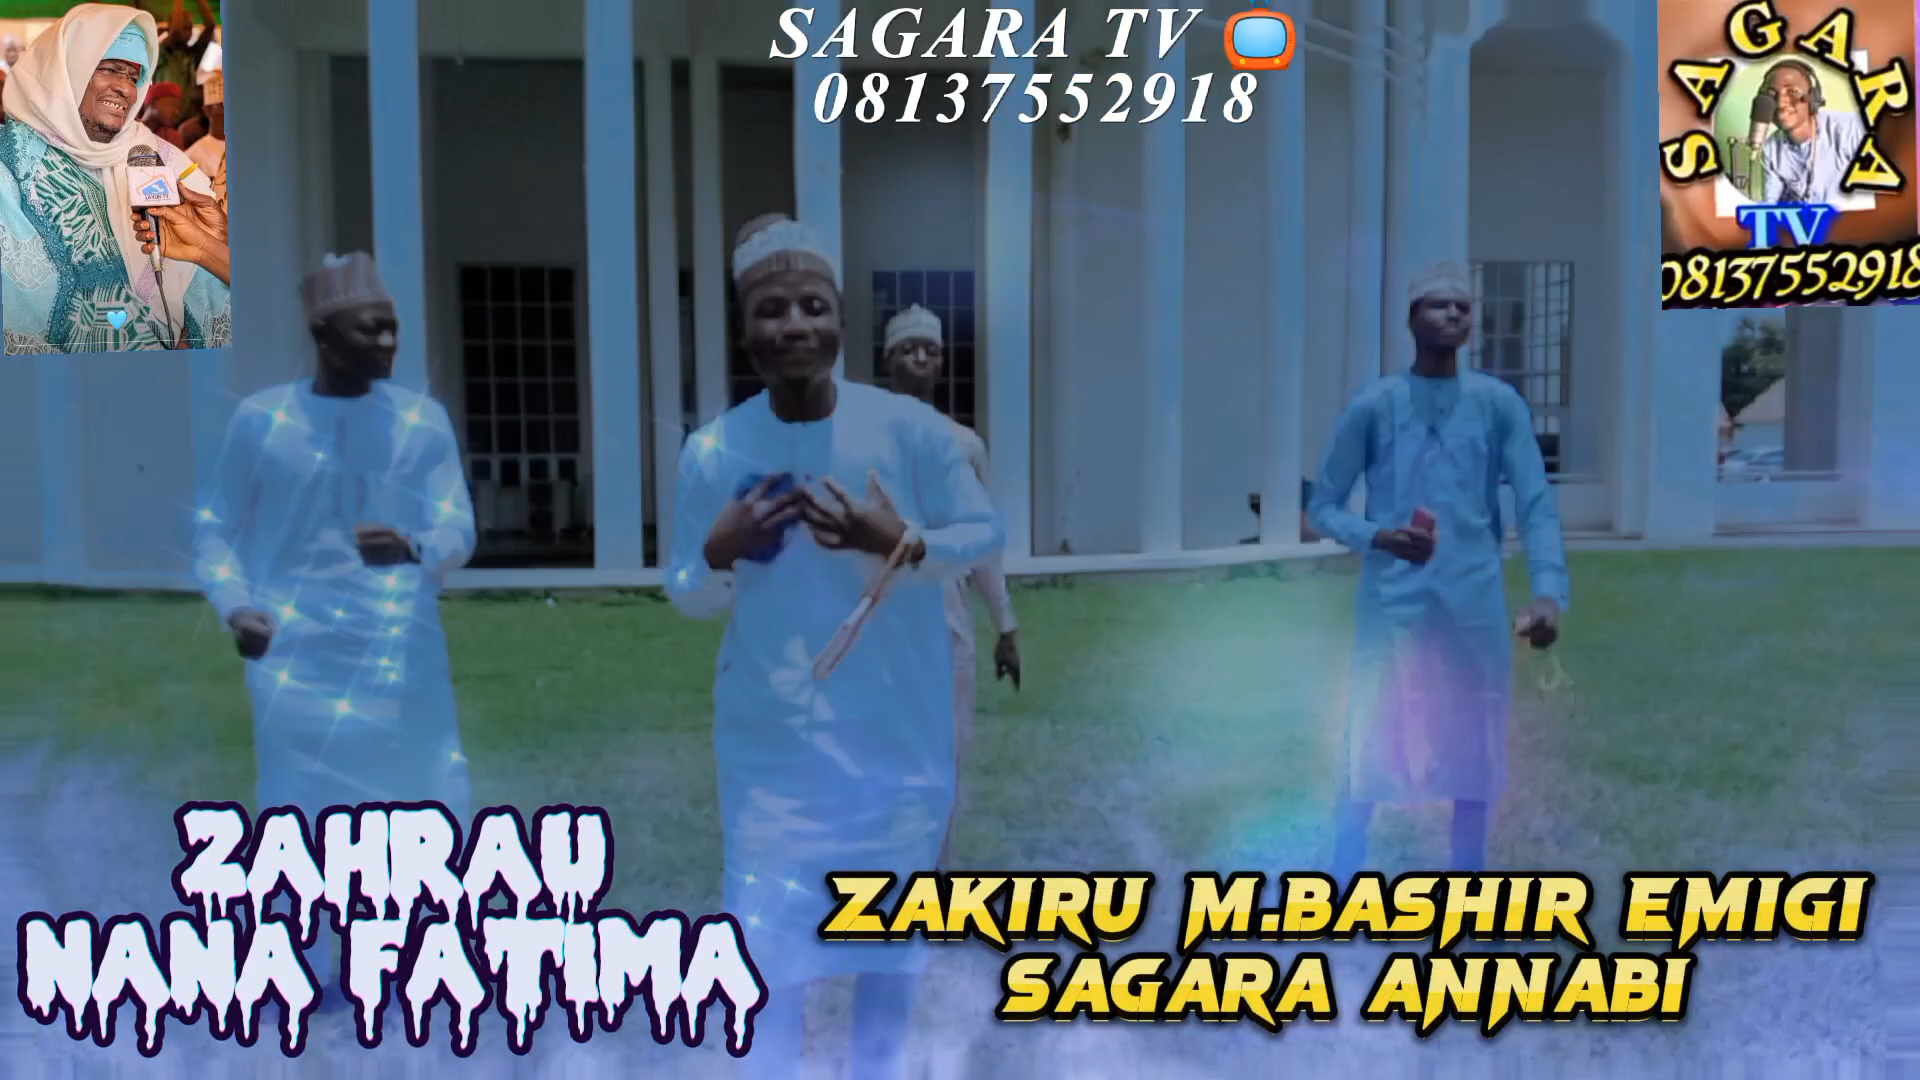 SAGARA TV 📺
08137552918
SAGARA
TV
08137552918
ZAHRAU
NANA FATIMA
ZAKIRU M.BASHIR EMIGI
SAGARA ANNABI